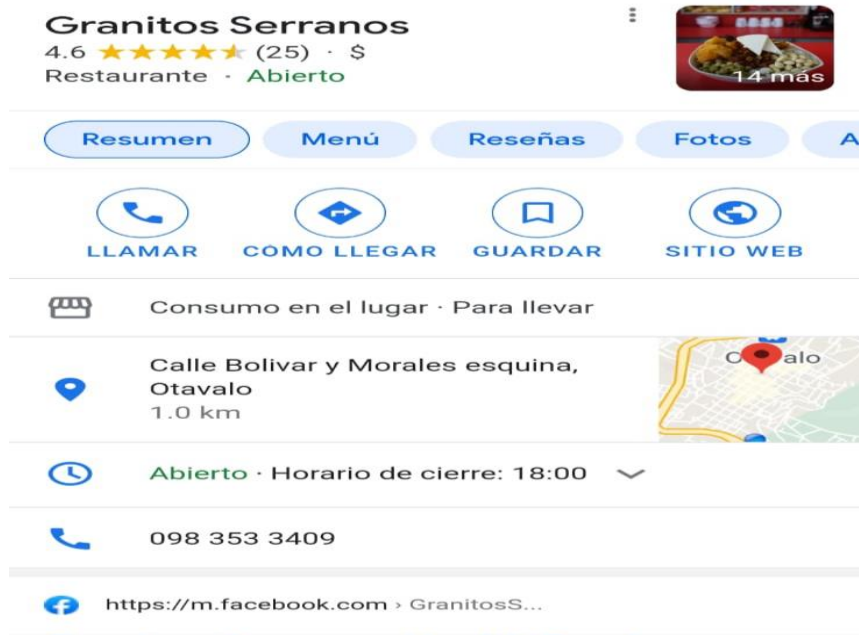 Granitos Serranos
4.6 (25) · $
Restaurante · Abierto
14 más
Resumen
Menú
Reseñas
Fotos
A
LLAMAR
CÓMO LLEGAR
GUARDAR
SITIO WEB
Consumo en el lugar · Para llevar
Calle Bolivar y Morales esquina,
Otavalo
1.0 km
O alo
Abierto · Horario de cierre: 18:00
098 353 3409
https://m.facebook.com › GranitosS...